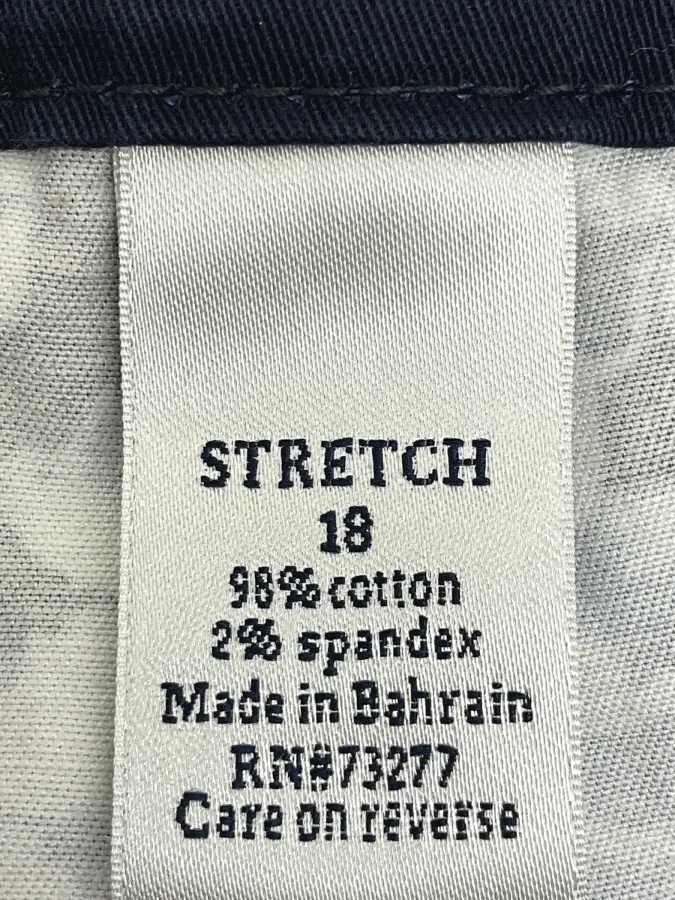 STRETCH
18
98% cotton
2% spandex
Made in Bahrain
RN#73277
Care on reverse